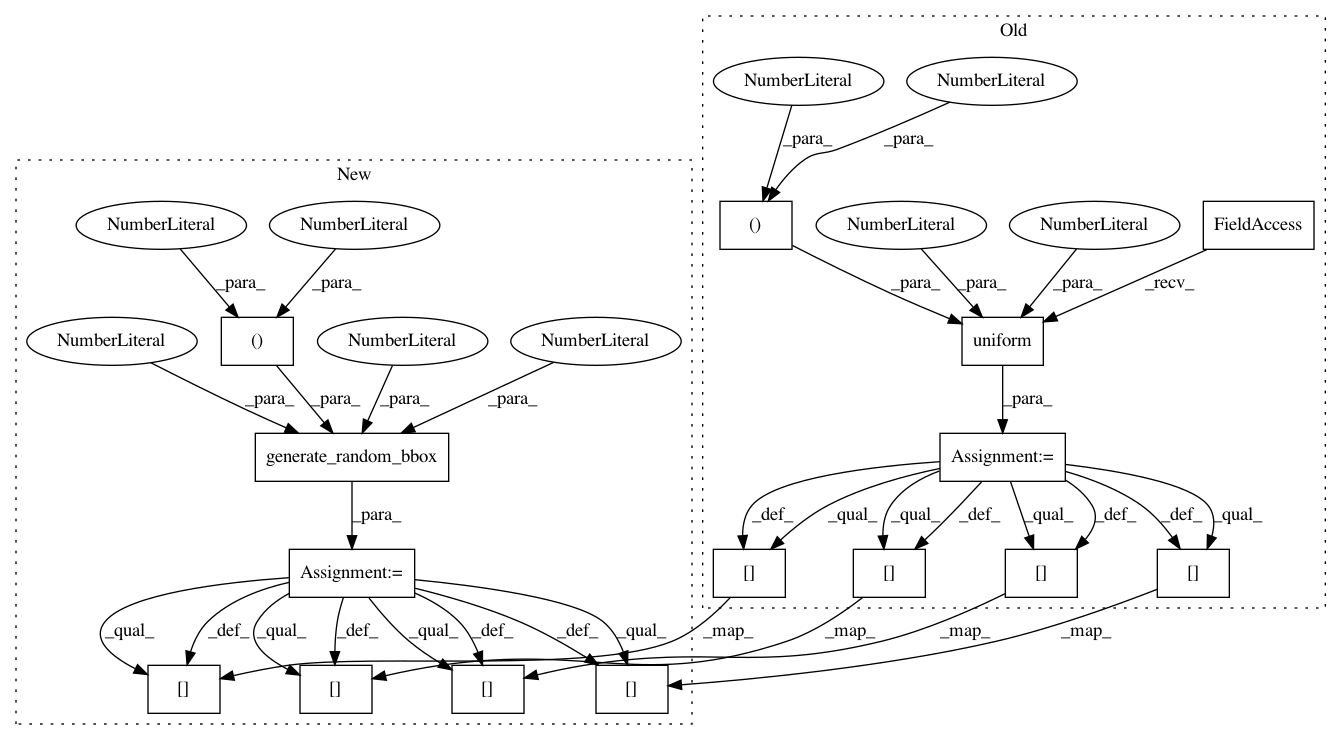 Old
NumberLiteral NumberLiteral
_para_ _para_
New
NumberLiteral NumberLiteral () NumberLiteral NumberLiteral FieldAccess
_para_ _para_ _para_ _para_ _para_ _recv_
NumberLiteral () NumberLiteral NumberLiteral uniform
_para_ _para_ _para_ _para_ _para_
generate_random_bbox Assignment:=
_para_ _def_ _qual_ _qual_ _def_ _qual_ _def_ _def_ _qual_
Assignment:= [] [] [] []
_qual_ _def_ _qual_ _def_ _qual_ _def_ _def_ _qual_ _map_ _map_ _map_ _map_
[] [] [] []